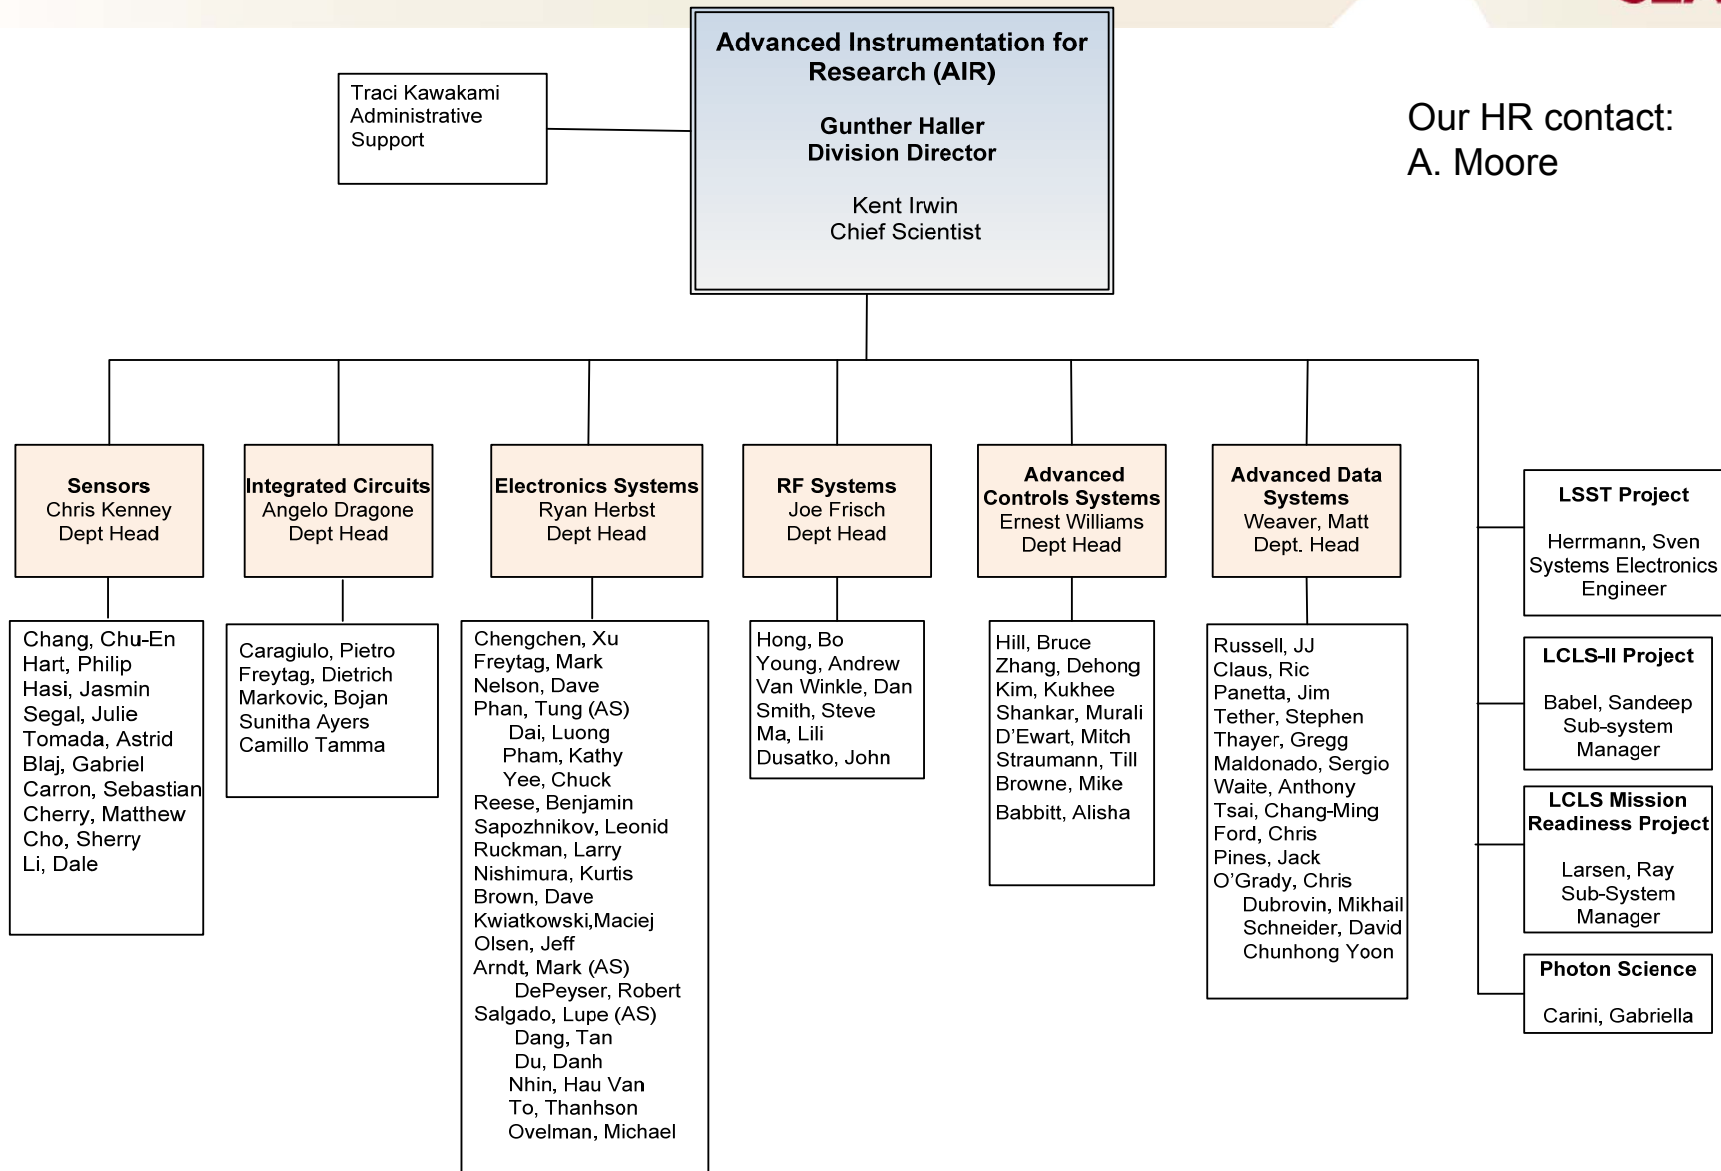 Advanced Instrumentation for
Research (AIR)
Gunther Haller
Division Director
Kent Irwin
Chief Scientist
Traci Kawakami
Administrative
Support
Our HR contact:
A. Moore
Sensors
Chris Kenney
Dept Head
Integrated Circuits
Angelo Dragone
Dept Head
Electronics Systems
Ryan Herbst
Dept Head
RF Systems
Joe Frisch
Dept Head
Advanced
Controls Systems
Ernest Williams
Dept Head
Advanced Data
Systems
Weaver, Matt
Dept. Head
Chang, Chu-En
Hart, Philip
Hasi, Jasmin
Segal, Julie
Tomada, Astrid
Blaj, Gabriel
Carron, Sebastian
Cherry, Matthew
Cho, Sherry
Li, Dale
Caragiulo, Pietro
Freytag, Dietrich
Markovic, Bojan
Sunitha Ayers
Camillo Tamma
Chengchen, Xu
Freytag, Mark
Nelson, Dave
Phan, Tung (AS)
Dai, Luong
Pham, Kathy
Yee, Chuck
Reese, Benjamin
Sapozhnikov, Leonid
Ruckman, Larry
Nishimura, Kurtis
Brown, Dave
Kwiatkowski,Maciej
Olsen, Jeff
Arndt, Mark (AS)
DePeyser, Robert
Salgado, Lupe (AS)
Dang, Tan
Du, Danh
Nhin, Hau Van
To, Thanhson
Ovelman, Michael
Hong, Bo
Young, Andrew
Van Winkle, Dan
Smith, Steve
Ma, Lili
Dusatko, John
Hill, Bruce
Zhang, Dehong
Kim, Kukhee
Shankar, Murali
D'Ewart, Mitch
Straumann, Till
Browne, Mike
Babbitt, Alisha
Russell, JJ
Claus, Ric
Panetta, Jim
Tether, Stephen
Thayer, Gregg
Maldonado, Sergio
Waite, Anthony
Tsai, Chang-Ming
Ford, Chris
Pines, Jack
O'Grady, Chris
Dubrovin, Mikhail
Schneider, David
Chunhong Yoon
LSST Project
Herrmann, Sven
Systems Electronics
Engineer
LCLS-II Project
Babel, Sandeep
Sub-system
Manager
LCLS Mission
Readiness Project
Larsen, Ray
Sub-System
Manager
Photon Science
Carini, Gabriella